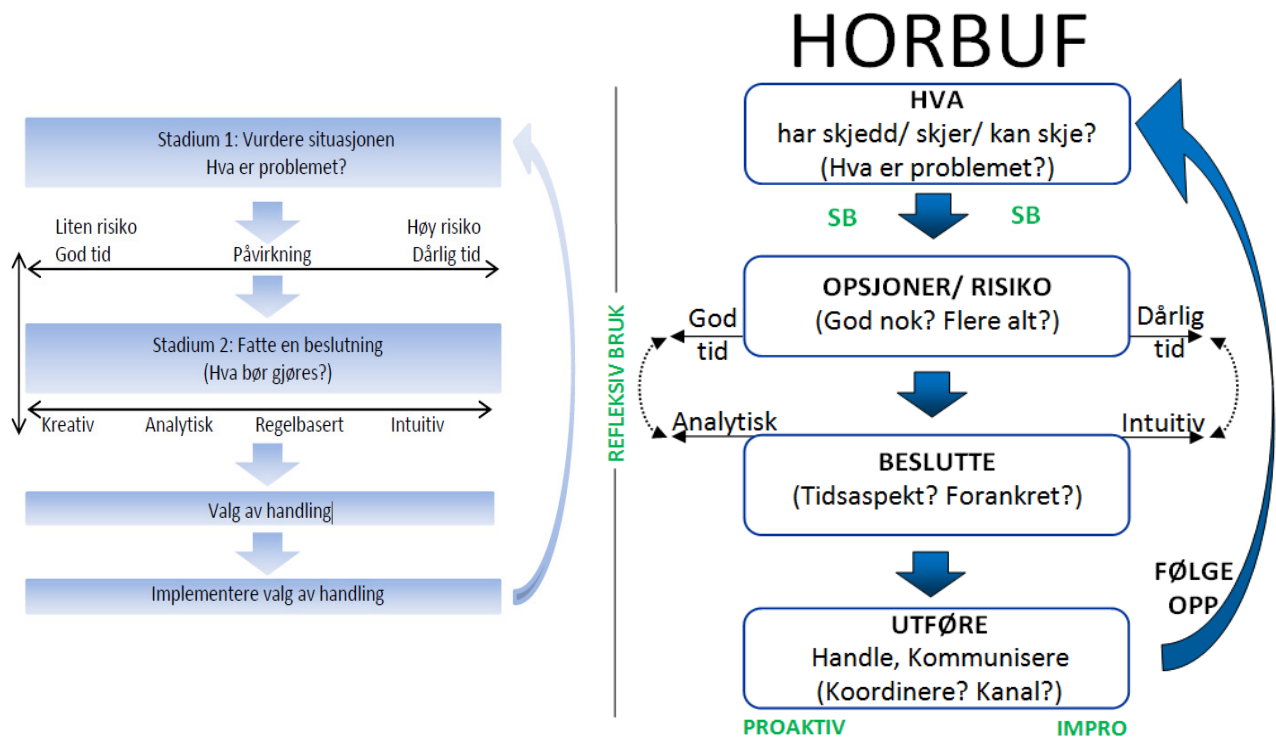 Stadium 1: Vurdere situasjonen
Hva er problemet?
Liten risiko
Høy risiko
God tid
Påvirkning
Dårlig tid
Stadium 2: Fatte en beslutning
(Hva bør gjøres?)
Kreativ
Analytisk
Regelbasert
Intuitiv
Valg av handling
Implementere valg av handling
REFLEKSIV BRUK
HORBUF
HVA
har skjedd/ skjer/ kan skje?
(Hva er problemet?)
SB
SB
OPSJONER/ RISIKO
(God nok? Flere alt?)
God
tid
Dårlig
tid
Analytisk
Intuitiv
BESLUTTE
(Tidsaspekt? Forankret?)
FØLGE
OPP
UTFØRE
Handle, Kommunisere
(Koordinere? Kanal?)
PROAKTIV
IMPRO